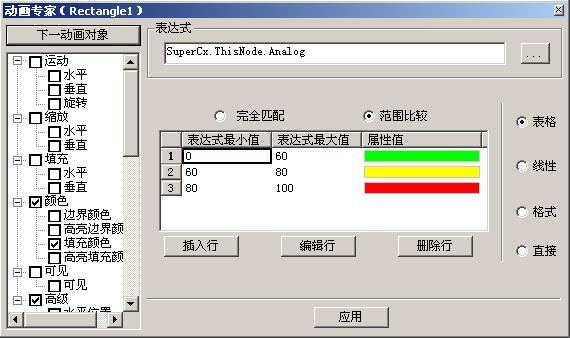 动画专家（Rectangle1）
下一动画对象
运动
水平
垂直
旋转
缩放
水平
垂直
填充
水平
垂直
颜色
边界颜色
高亮边界颜
填充颜色
高亮填充颜
可见
可见
高级
水平位置
表达式
SuperCx.ThisNode.Analog
...
完全匹配 范围比较
表达式最小值 表达式最大值 属性值
1 0 60
2 60 80
3 80 100
插入行 编辑行 删除行
表格
线性
格式
直接
应用